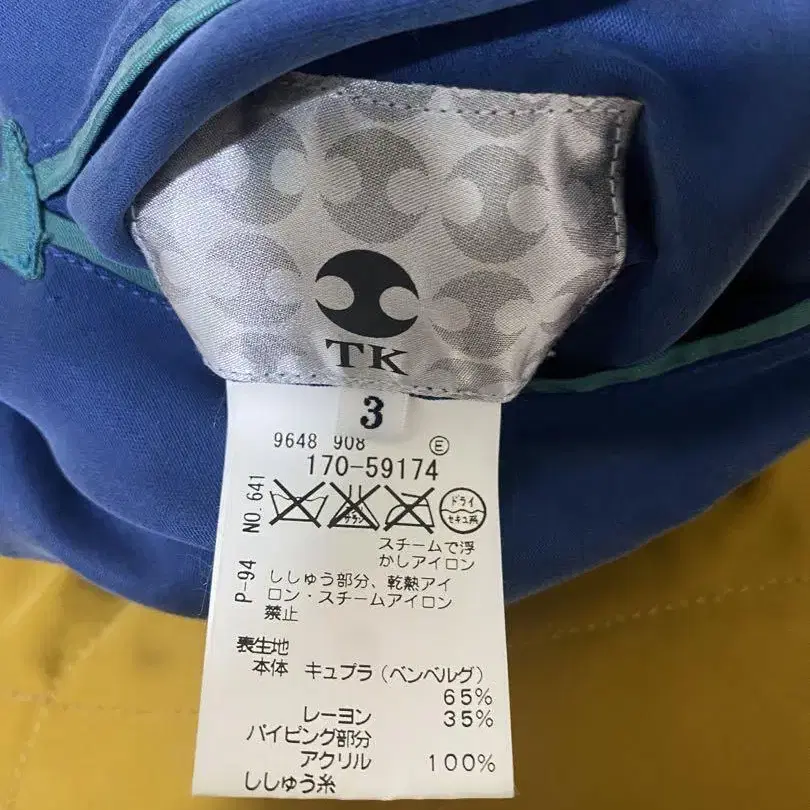 TK
3
9648 908 Ⓔ
170-59174
P-94 NO.641
サラシ
ドライ
セキユ系
スチームで浮
かしアイロン
ししゅう部分、乾熱アイ
ロン・スチームアイロン
禁止
表生地
本体 キュプラ(ベンベルグ)
65%
レーヨン 35%
パイピング部分
アクリル 100%
ししゅう糸